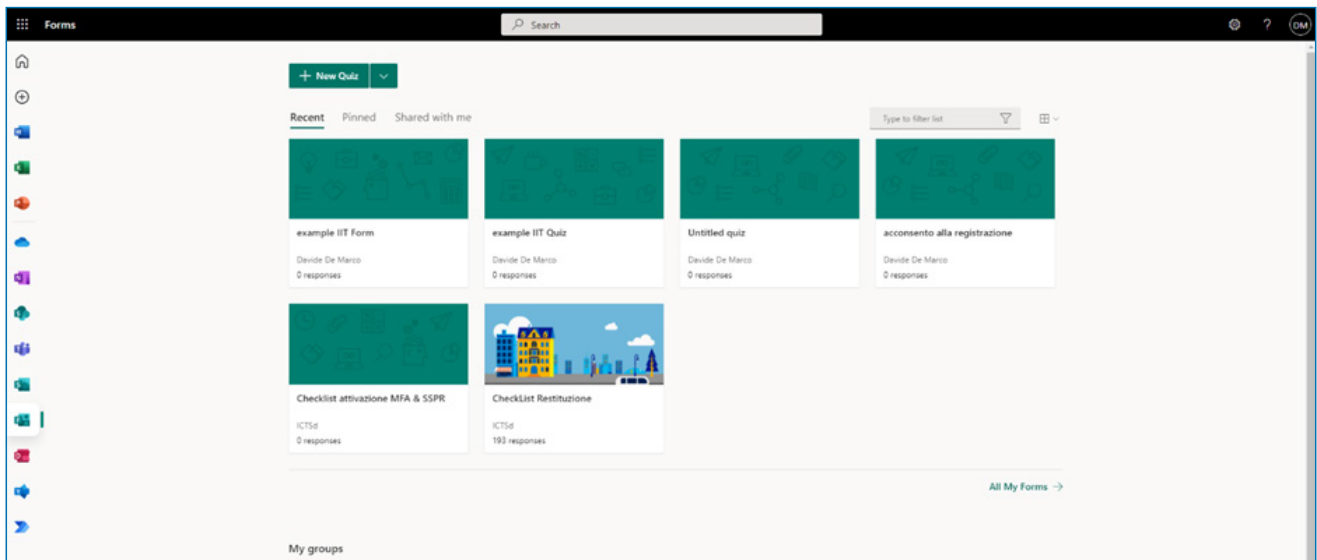 Forms
Search
DM
New Quiz
Recent Pinned Shared with me
Type to filter list
example IIT Form
Davide De Marco
0 responses
example IIT Quiz
Davide De Marco
0 responses
Untitled quiz
Davide De Marco
0 responses
acconsento alla registrazione
Davide De Marco
0 responses
Checklist attivazione MFA & SSPR
ICTSd
0 responses
CheckList Restituzione
ICTSd
193 responses
All My Forms
My groups